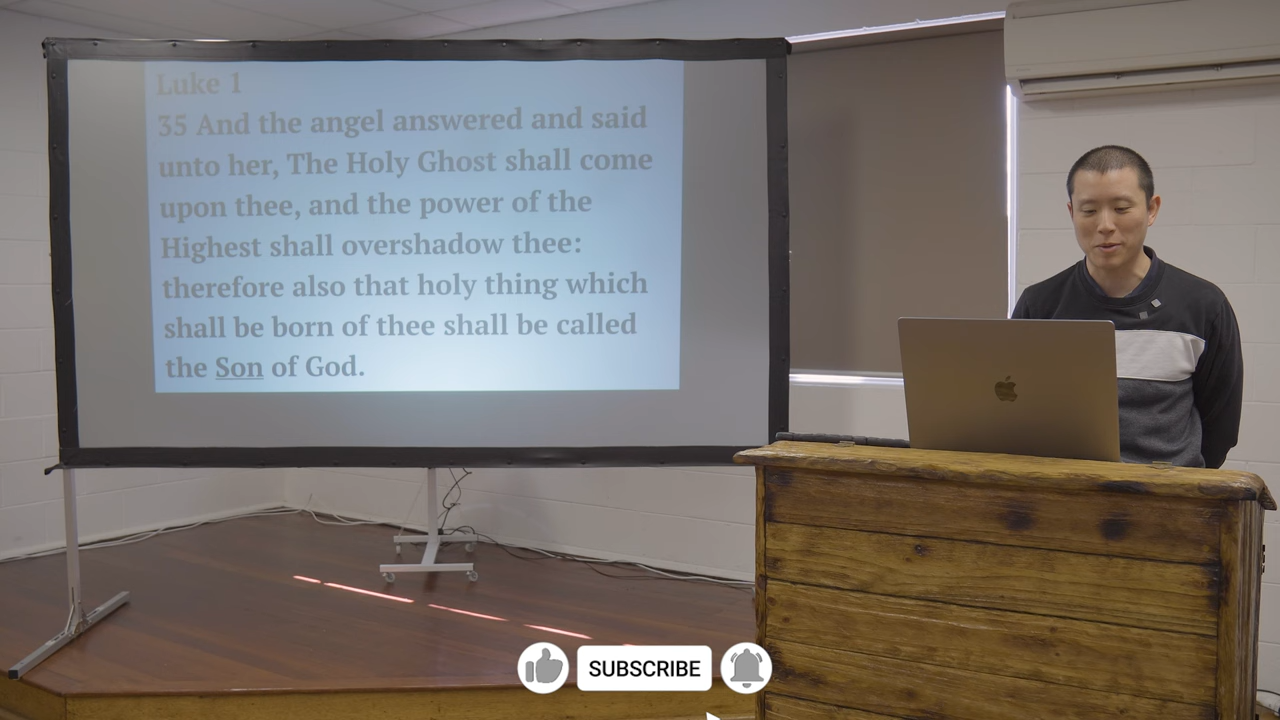 Luke 1
35 And the angel answered and said
unto her, The Holy Ghost shall come
upon thee, and the power of the
Highest shall overshadow thee:
therefore also that holy thing which
shall be born of thee shall be called
the Son of God.
SUBSCRIBE